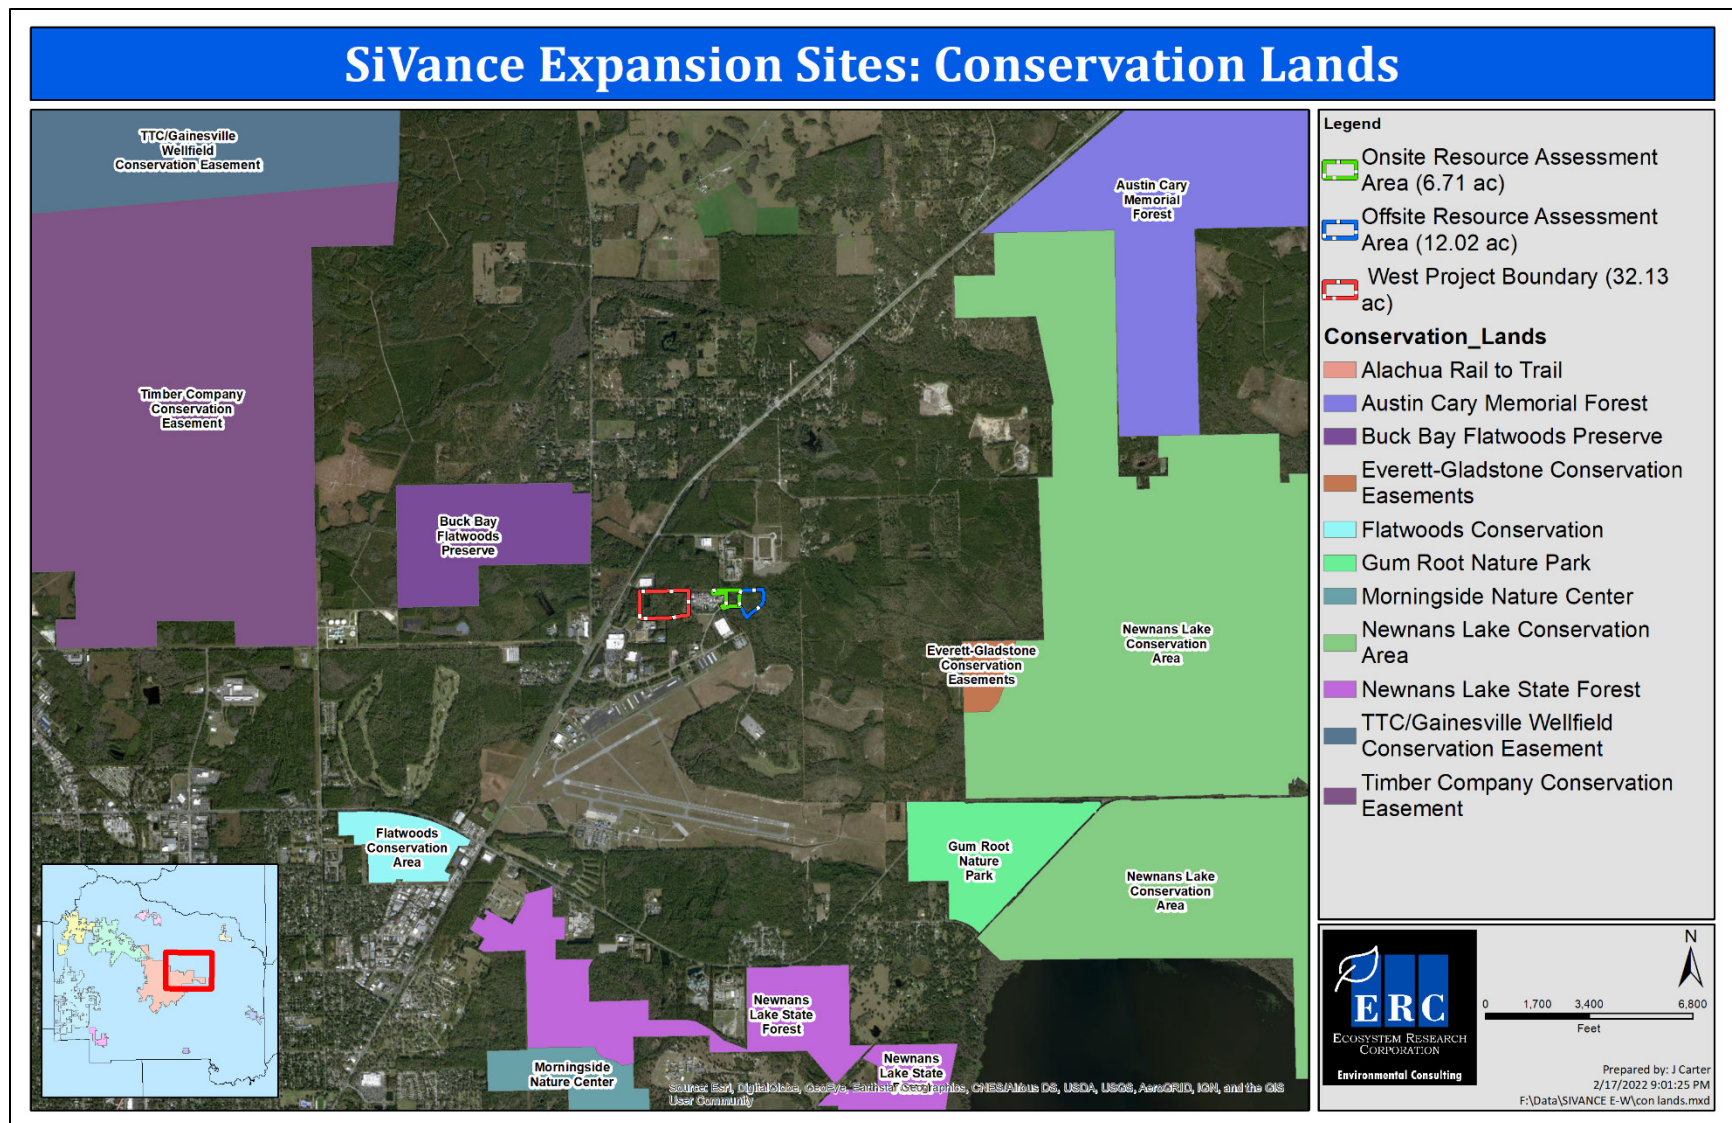 SiVance Expansion Sites: Conservation Lands
TTC/Gainesville
Wellfield
Conservation Easement
Austin Cary
Memorial
Forest
Timber Company
Conservation
Easement
Buck Bay
Flatwoods
Preserve
Newnans Lake
Conservation
Area
Everett-Gladstone
Conservation
Easements
Flatwoods
Conservation
Area
Gum Root
Nature
Park
Newnans Lake
Conservation
Area
Newnans
Lake State
Forest
Newnans
Lake State
Morningside
Nature Center
Source: Esri, DigitalGlobe, GeoEye, Earthstar Geographics, CNES/Airbus DS, USDA, USGS, AeroGRID, IGN, and the GIS
User Community
Legend
Onsite Resource Assessment
Area (6.71 ac)
Offsite Resource Assessment
Area (12.02 ac)
West Project Boundary (32.13
ac)
Conservation_Lands
Alachua Rail to Trail
Austin Cary Memorial Forest
Buck Bay Flatwoods Preserve
Everett-Gladstone Conservation
Easements
Flatwoods Conservation
Gum Root Nature Park
Morningside Nature Center
Newnans Lake Conservation
Area
Newnans Lake State Forest
TTC/Gainesville Wellfield
Conservation Easement
Timber Company Conservation
Easement
ERC
ECOSYSTEM RESEARCH
CORPORATION
Environmental Consulting
N
0 1,700 3,400 6,800
Feet
Prepared by: J Carter
2/17/2022 9:01:25 PM
F:\Data\SIVANCE E-W\con lands.mxd